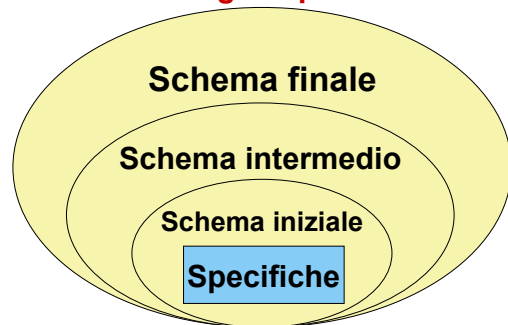 Schema finale
Schema intermedio
Schema iniziale
Specifiche